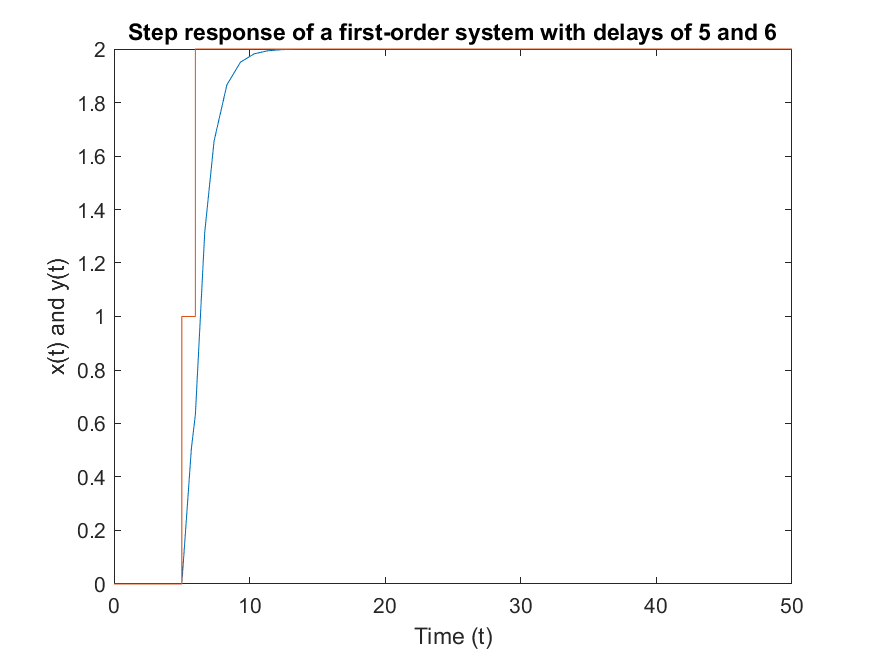 Step response of a first-order system with delays of 5 and 6
2
1.8
1.6
1.4
1.2
1
0.8
0.6
0.4
0.2
0
x(t) and y(t)
0 10 20 30 40 50
Time (t)